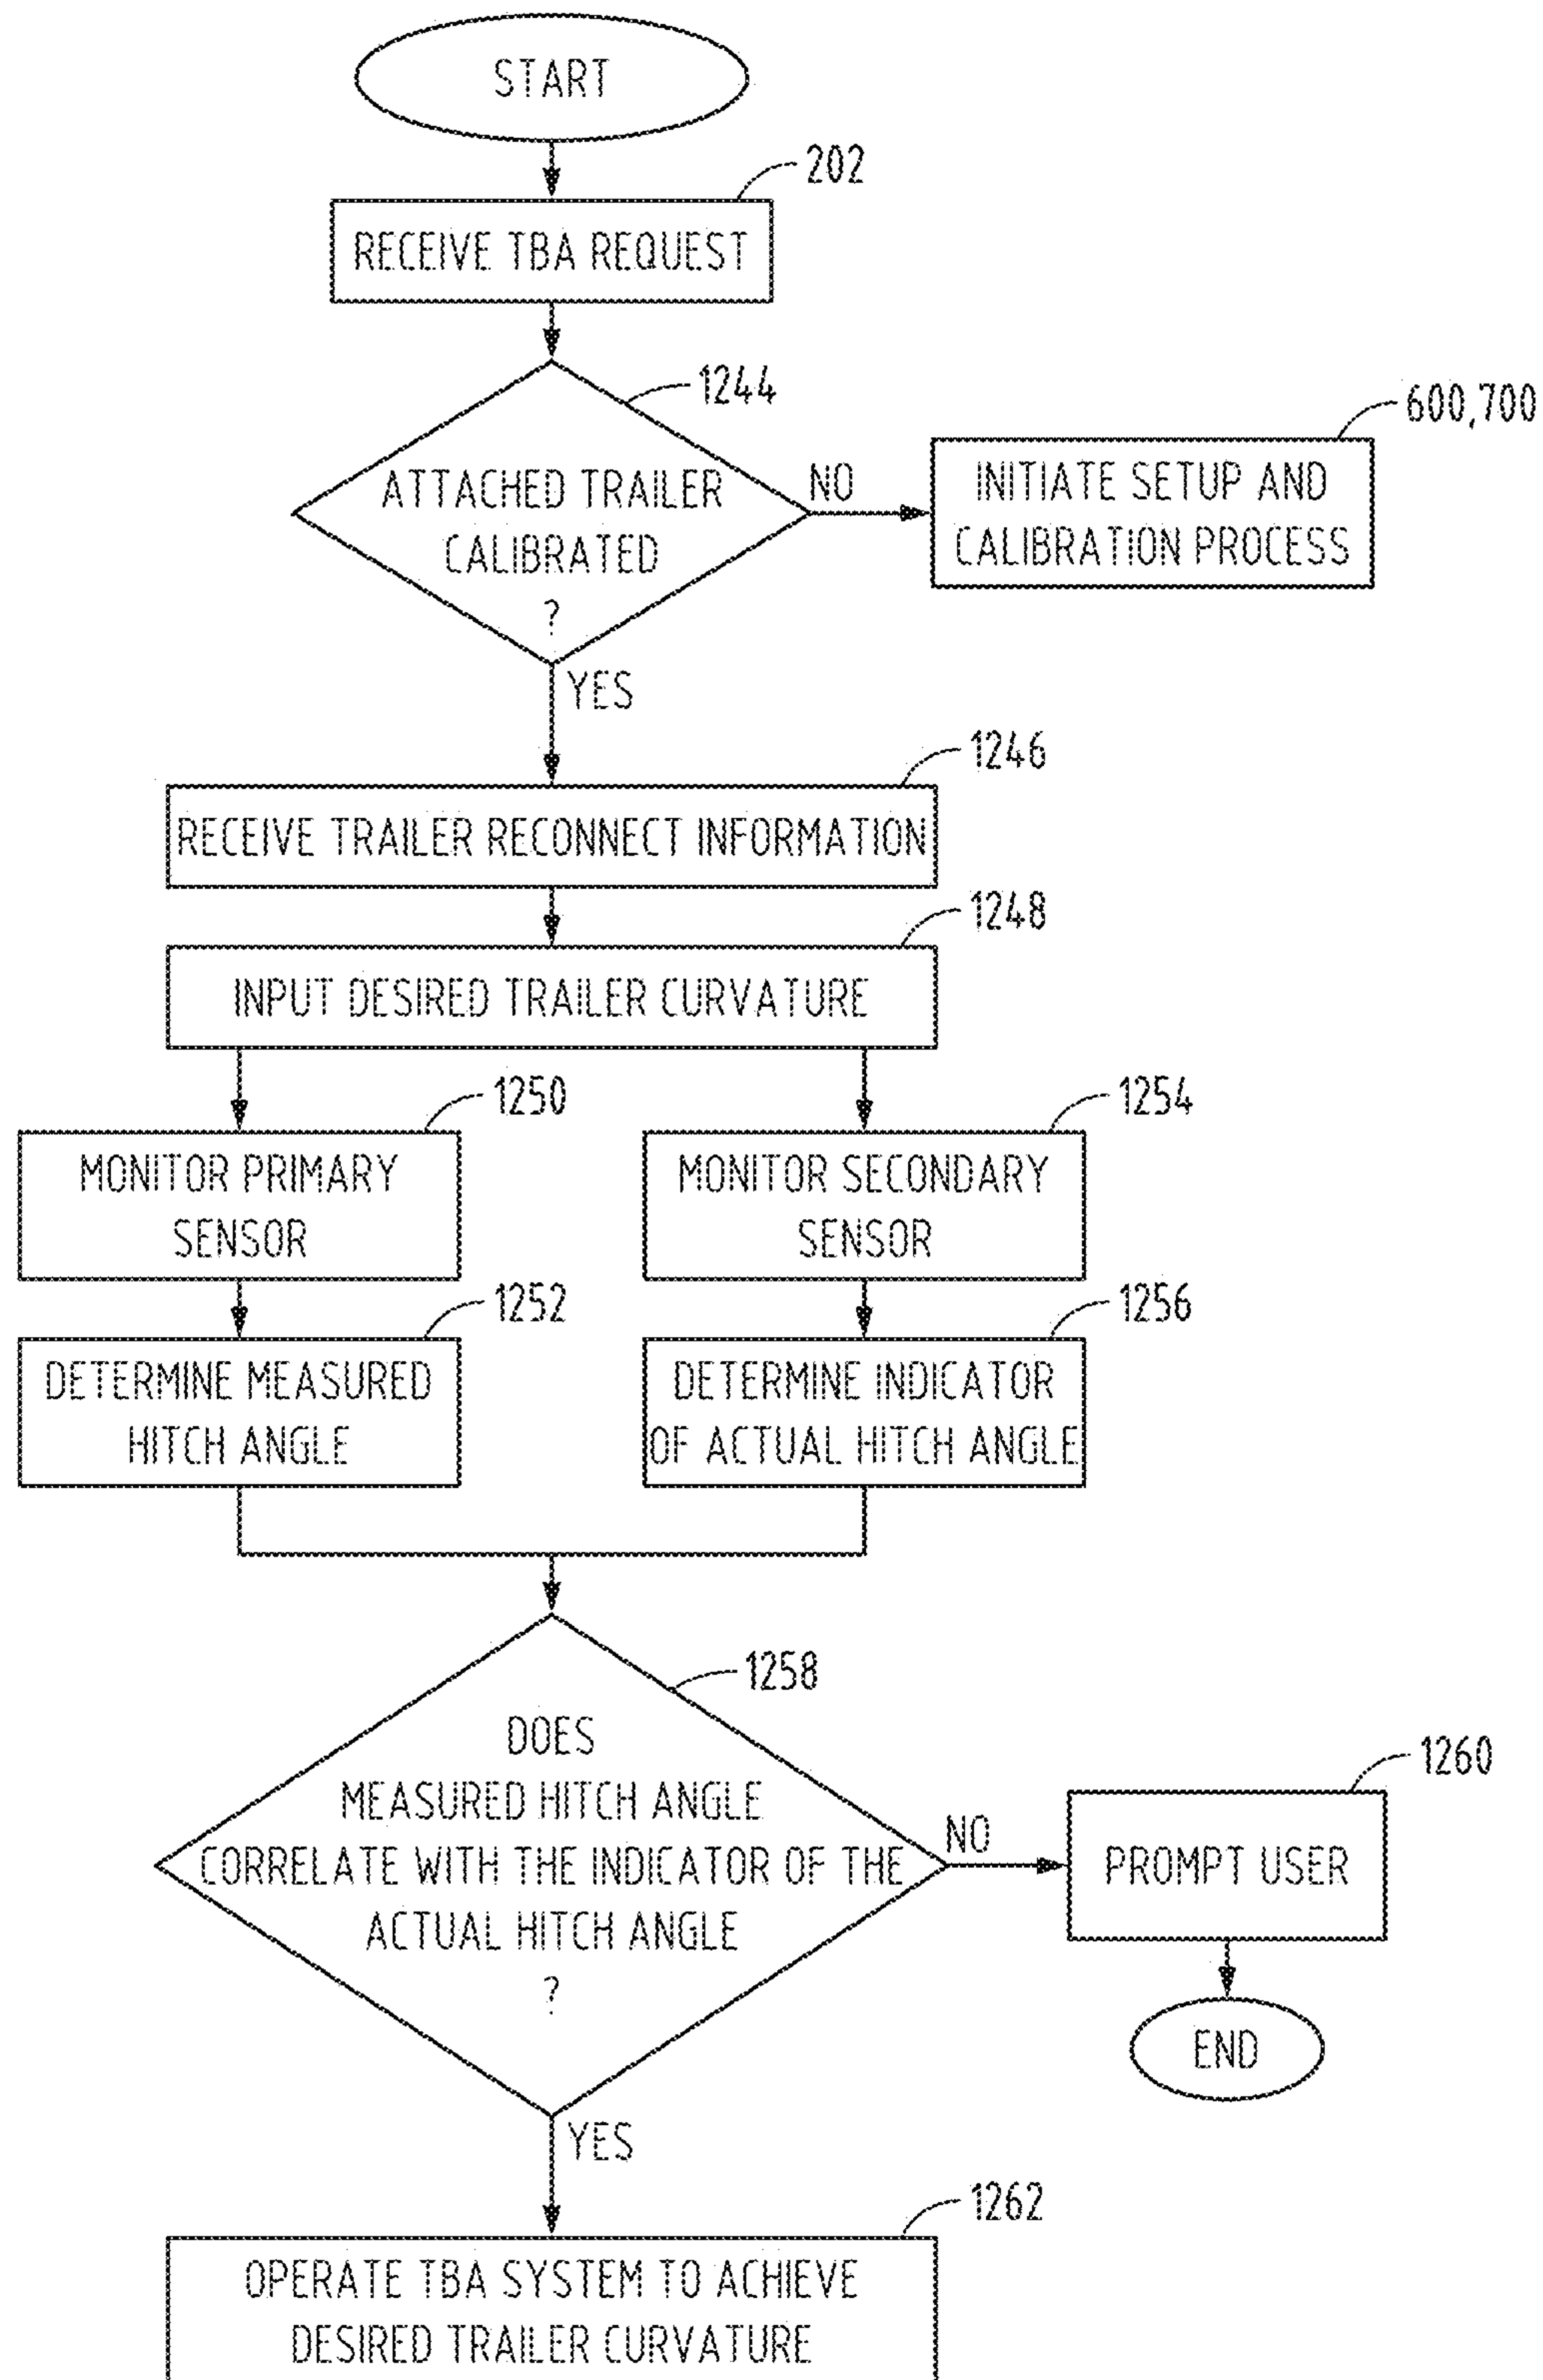 START
202
RECEIVE TBA REQUEST
1244
ATTACHED TRAILER
CALIBRATED
?
NO
600,700
INITIATE SETUP AND
CALIBRATION PROCESS
YES
1246
RECEIVE TRAILER RECONNECT INFORMATION
1248
INPUT DESIRED TRAILER CURVATURE
1250
MONITOR PRIMARY
SENSOR
1254
MONITOR SECONDARY
SENSOR
1252
DETERMINE MEASURED
HITCH ANGLE
1256
DETERMINE INDICATOR
OF ACTUAL HITCH ANGLE
1258
DOES
MEASURED HITCH ANGLE
CORRELATE WITH THE INDICATOR OF THE
ACTUAL HITCH ANGLE
?
NO
1260
PROMPT USER
END
YES
1262
OPERATE TBA SYSTEM TO ACHIEVE
DESIRED TRAILER CURVATURE